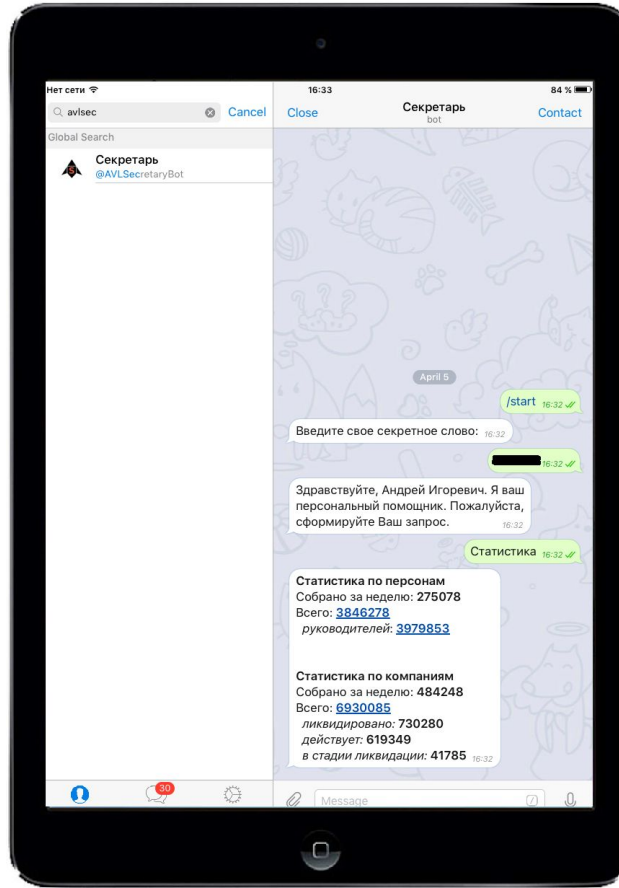 Нет сети
16:33
84 %
avlsec
Cancel
Close
Секретарь
bot
Contact
Global Search
Секретарь
@AVLSecretaryBot
April 5
/start 16:32
Введите свое секретное слово: 16:32
16:32
Здравствуйте, Андрей Игоревич. Я ваш
персональный помощник. Пожалуйста,
сформируйте Ваш запрос. 16:32
Статистика 16:32
Статистика по персонам
Собрано за неделю: 275078
Всего: 3846278
руководителей: 3979853
Статистика по компаниям
Собрано за неделю: 484248
Всего: 6930085
ликвидировано: 730280
действует: 619349
в стадии ликвидации: 41785 16:32
30
Message